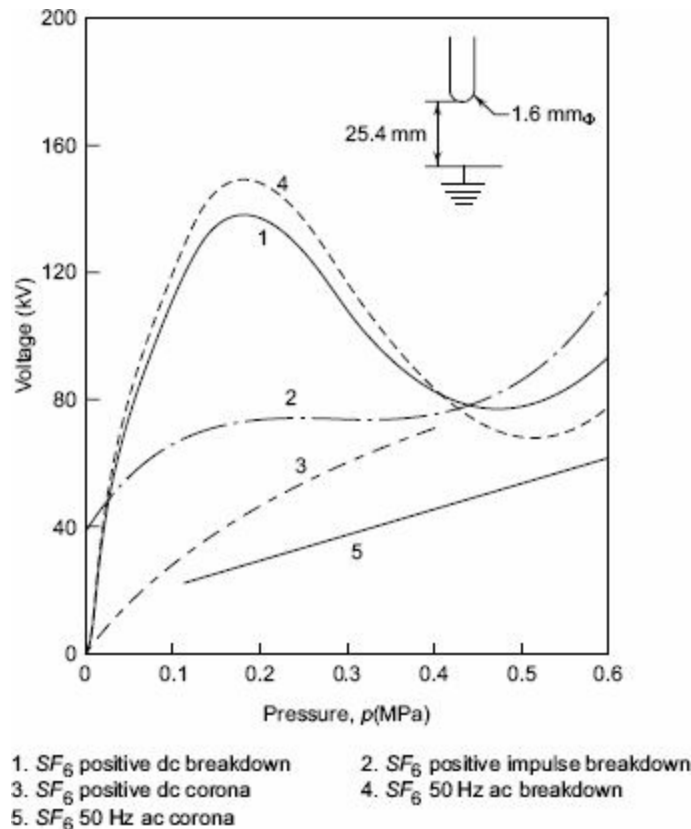 200
160
120
80
40
0
Voltage (kV)
25.4 mm
1.6 mmΦ
4
1
2
3
5
0 0.1 0.2 0.3 0.4 0.5 0.6
Pressure, p(MPa)
1. SF6 positive dc breakdown 2. SF6 positive impulse breakdown
3. SF6 positive dc corona 4. SF6 50 Hz ac breakdown
5. SF6 50 Hz ac corona